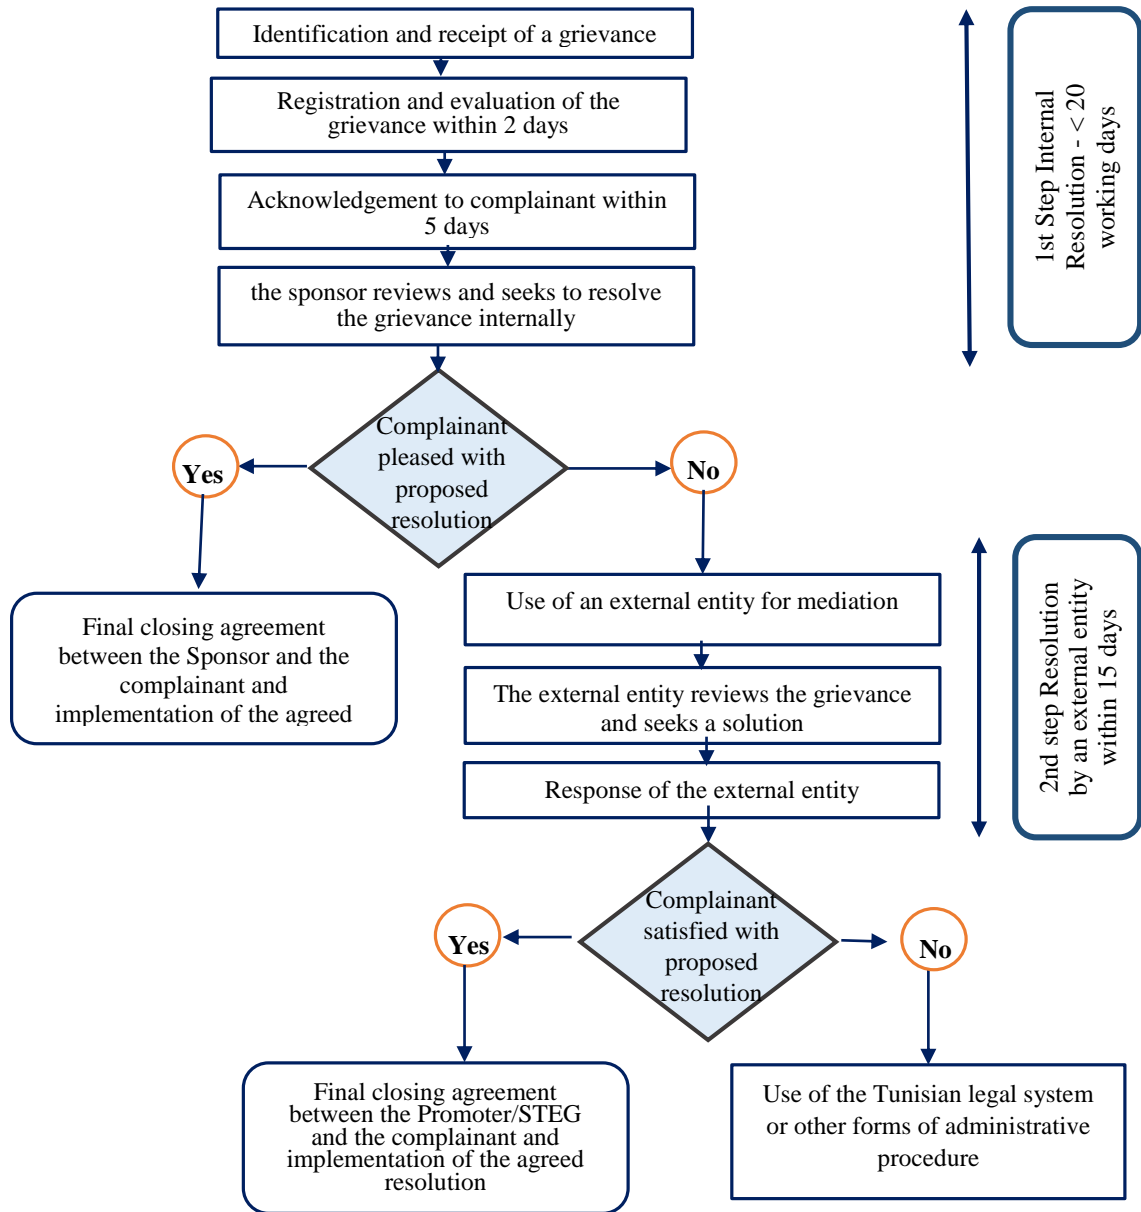 Identification and receipt of a grievance
Registration and evaluation of the
grievance within 2 days
Acknowledgement to complainant within
5 days
the sponsor reviews and seeks to resolve
the grievance internally
1st Step Internal
Resolution - < 20
working days
Complainant
pleased with
proposed
resolution
Yes
No
Final closing agreement
between the Sponsor and the
complainant and
implementation of the agreed
Use of an external entity for mediation
The external entity reviews the grievance
and seeks a solution
Response of the external entity
2nd step Resolution
by an external entity
within 15 days
Complainant
satisfied with
proposed
resolution
Yes
No
Final closing agreement
between the Promoter/STEG
and the complainant and
implementation of the agreed
resolution
Use of the Tunisian legal system
or other forms of administrative
procedure